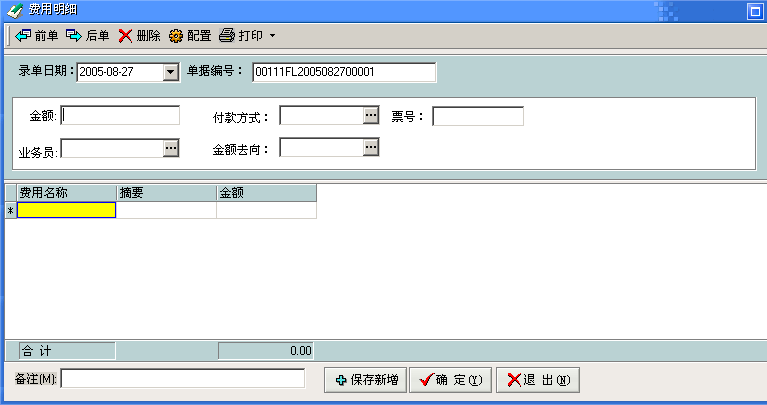 费用明细
前单 后单 删除 配置 打印
录单日期： 2005-08-27 单据编号： 00111FL2005082700001
金额: 付款方式： ... 票号：
业务员: ... 金额去向： ...
费用名称 摘要 金额
*
合 计 0.00
备注(M): 保存新增 确 定(Y) 退 出(N)